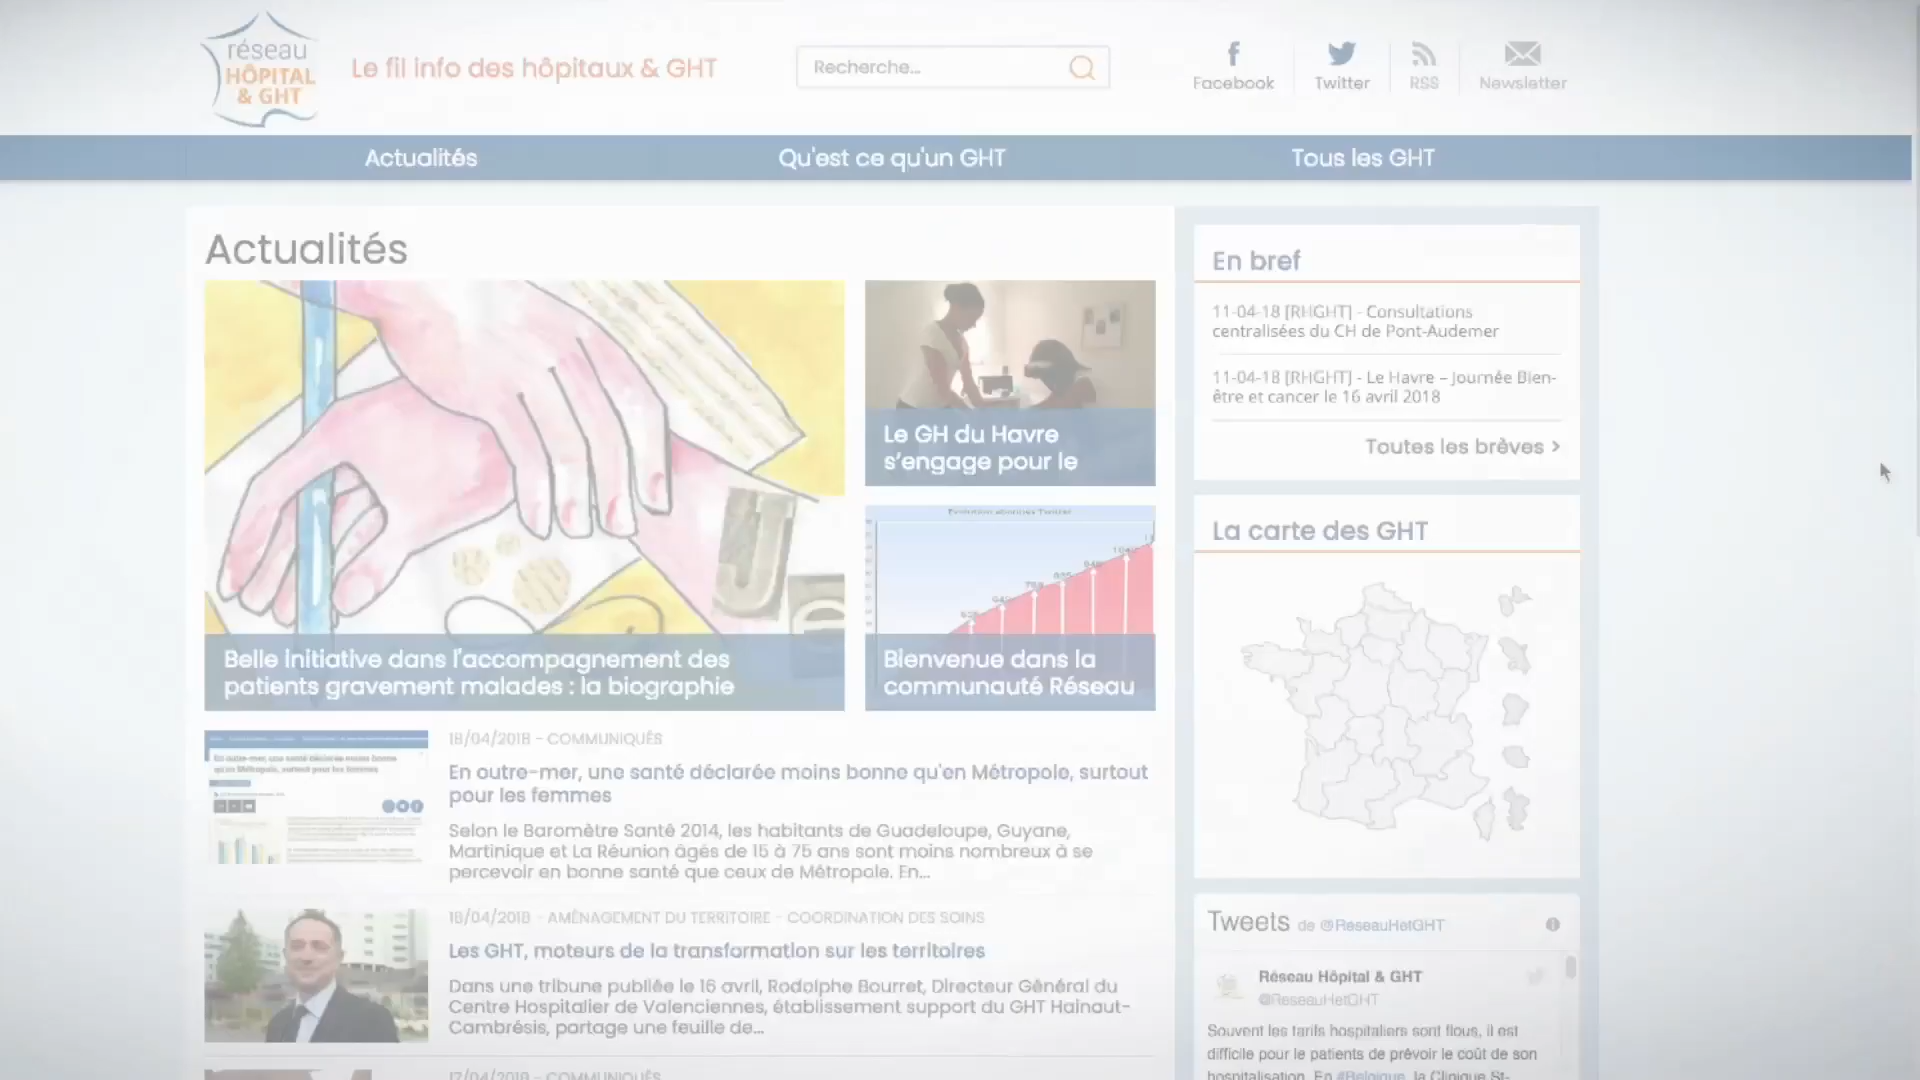 réseau
HÔPITAL
& GHT
Le fil info des hôpitaux & GHT
Recherche...
Facebook
Twitter
RSS
Newsletter
Actualités
Qu'est ce qu'un GHT
Tous les GHT
Actualités
Belle initiative dans l'accompagnement des
patients gravement malades : la biographie
Le GH du Havre
s'engage pour le
Bienvenue dans la
communauté Réseau
18/04/2018 - COMMUNIQUÉS
En outre-mer, une santé déclarée moins bonne qu'en Métropole, surtout
pour les femmes
Selon le Baromètre Santé 2014, les habitants de Guadeloupe, Guyane,
Martinique et La Réunion âgés de 15 à 75 ans sont moins nombreux à se
percevoir en bonne santé que ceux de Métropole. En...
18/04/2018 - AMÉNAGEMENT DU TERRITOIRE - COORDINATION DES SOINS
Les GHT, moteurs de la transformation sur les territoires
Dans une tribune publiée le 16 avril, Rodolphe Bourret, Directeur Général du
Centre Hospitalier de Valenciennes, établissement support du GHT Hainaut-
Cambrésis, partage une feuille de...
17/04/2018 - COMMUNIQUÉS
En bref
11-04-18 [RHGHT] - Consultations
centralisées du CH de Pont-Audemer
11-04-18 [RHGHT] - Le Havre – Journée Bien-
être et cancer le 16 avril 2018
Toutes les brèves >
La carte des GHT
Tweets de @ReseauHetGHT
Réseau Hôpital & GHT
@ReseauHetGHT
Souvent les tarifs hospitaliers sont flous, il est
difficile pour le patients de prévoir le coût de son
hospitalisation. En #Belgique, la Clinique St-